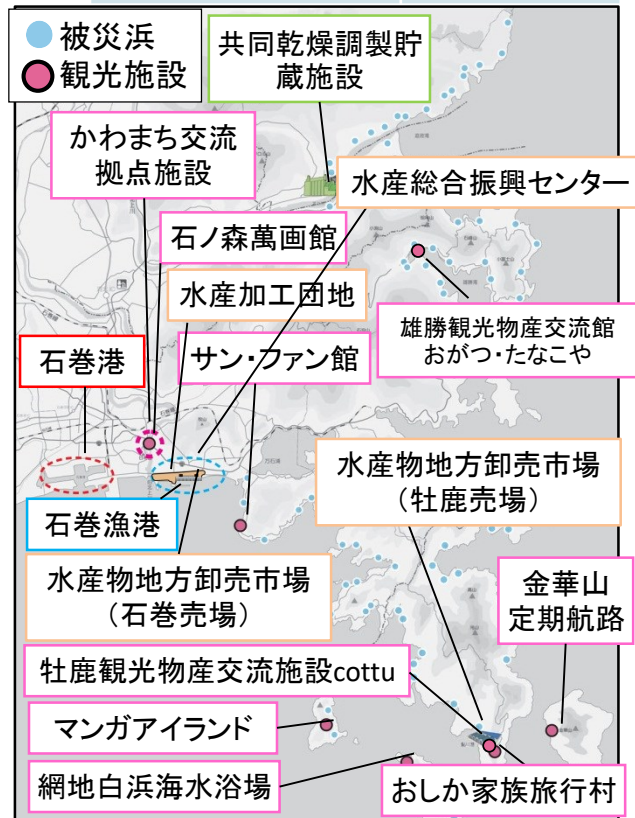 被災浜
観光施設
共同乾燥調製貯
蔵施設
かわまち交流
拠点施設
水産総合振興センター
石ノ森萬画館
水産加工団地
雄勝観光物産交流館
おがつ・たなこや
石巻港
サン・ファン館
水産物地方卸売市場
（牡鹿売場）
石巻漁港
水産物地方卸売市場
（石巻売場）
金華山
定期航路
牡鹿観光物産交流施設cottu
マンガアイランド
網地白浜海水浴場
おしか家族旅行村